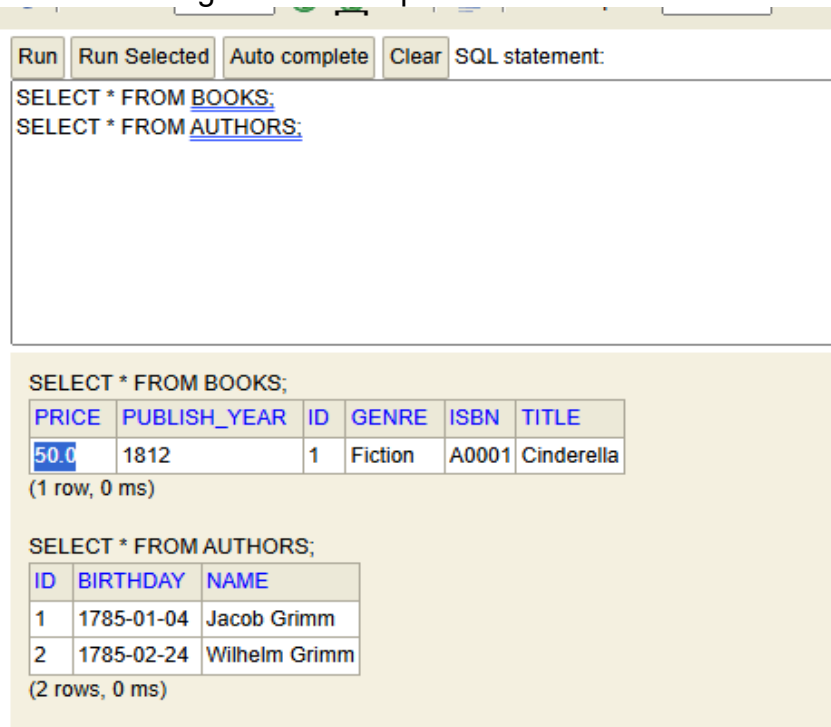 Run Run Selected Auto complete Clear SQL statement:
SELECT * FROM BOOKS;
SELECT * FROM AUTHORS;
SELECT * FROM BOOKS;
PRICE PUBLISH_YEAR ID GENRE ISBN TITLE
50.0 1812 1 Fiction A0001 Cinderella
(1 row, 0 ms)
SELECT * FROM AUTHORS;
ID BIRTHDAY NAME
1 1785-01-04 Jacob Grimm
2 1785-02-24 Wilhelm Grimm
(2 rows, 0 ms)